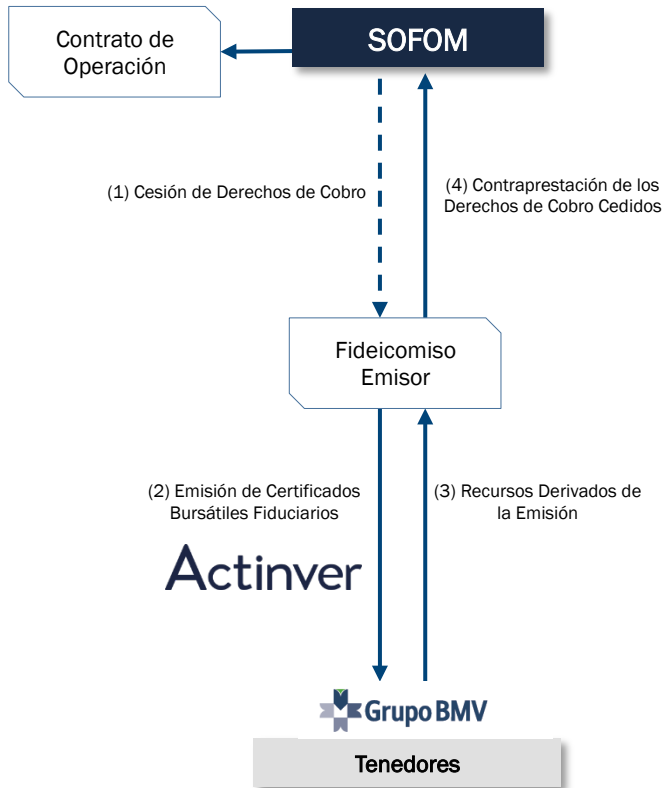 Contrato de
Operación
SOFOM
(1) Cesión de Derechos de Cobro
(4) Contraprestación de los
Derechos de Cobro Cedidos
Fideicomiso
Emisor
(2) Emisión de Certificados
Bursátiles Fiduciarios
(3) Recursos Derivados de
la Emisión
Actinver
Grupo BMV
Tenedores